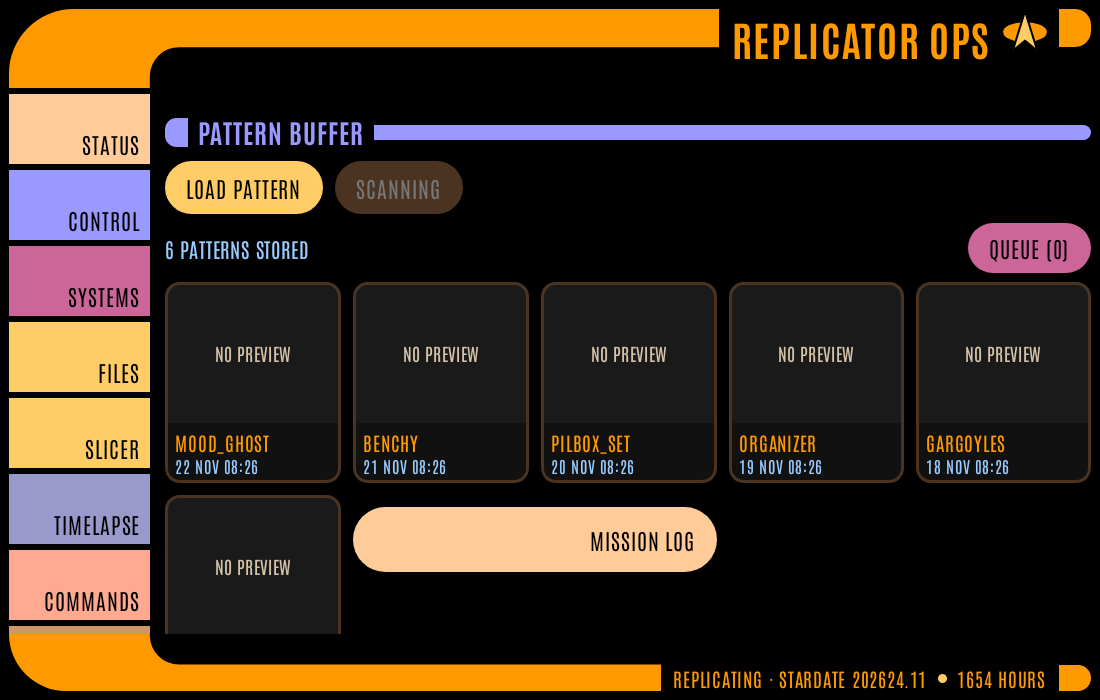 REPLICATOR OPS
STATUS
CONTROL
SYSTEMS
FILES
SLICER
TIMELAPSE
COMMANDS
PATTERN BUFFER
LOAD PATTERN
SCANNING
6 PATTERNS STORED
QUEUE (0)
NO PREVIEW
MOOD_GHOST
22 NOV 08:26
NO PREVIEW
BENCHY
21 NOV 08:26
NO PREVIEW
PILBOX_SET
20 NOV 08:26
NO PREVIEW
ORGANIZER
19 NOV 08:26
NO PREVIEW
GARGOYLES
18 NOV 08:26
NO PREVIEW
MISSION LOG
REPLICATING · STARDATE 202624.11 • 1654 HOURS